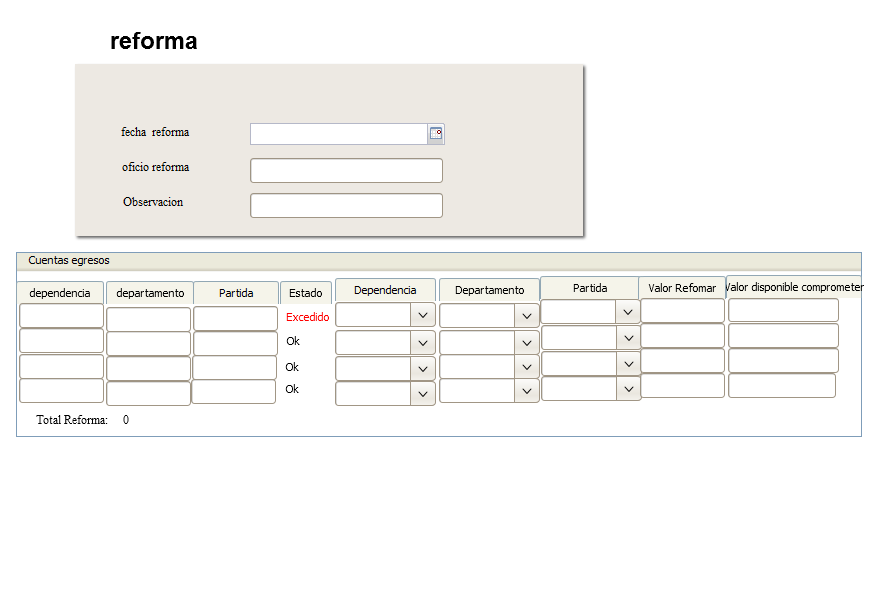 reforma
fecha reforma
oficio reforma
Observacion
Cuentas egresos
dependencia departamento Partida Estado Dependencia Departamento Partida Valor Refomar Valor disponible comprometer
Excedido
Ok
Ok
Ok
Total Reforma: 0